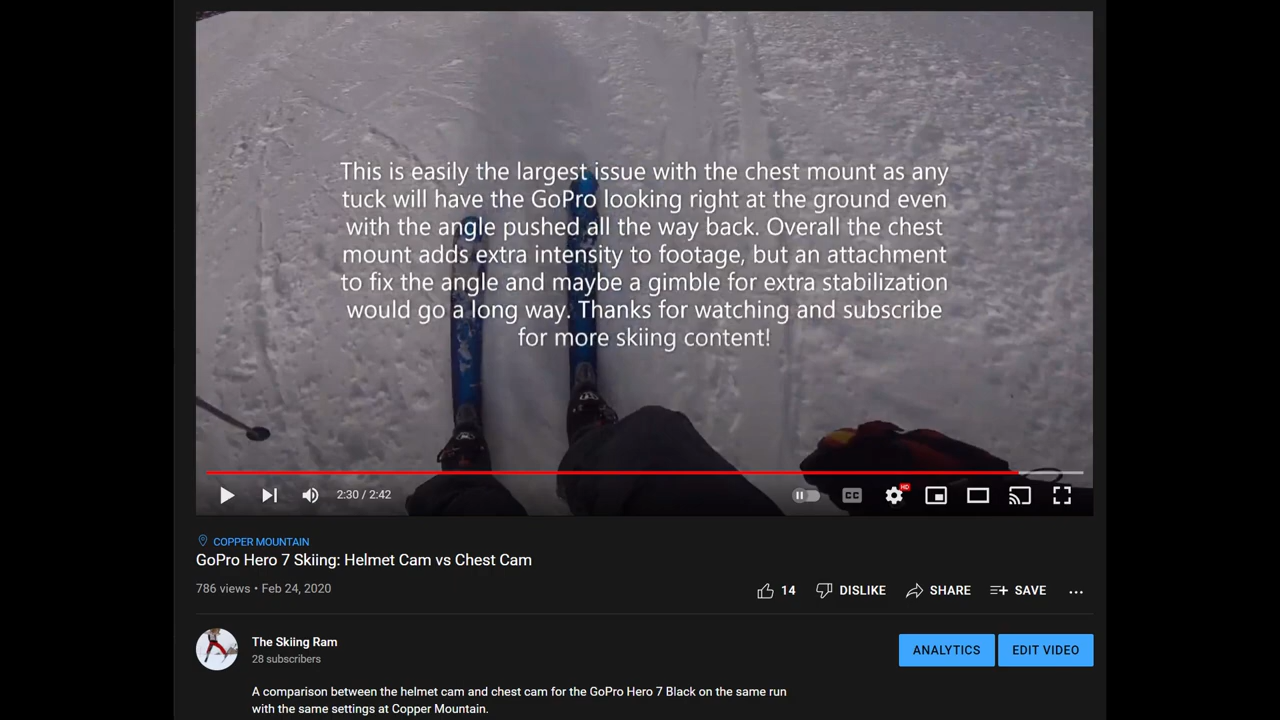 This is easily the largest issue with the chest mount as any
tuck will have the GoPro looking right at the ground even
with the angle pushed all the way back. Overall the chest
mount adds extra intensity to footage, but an attachment
to fix the angle and maybe a gimble for extra stabilization
would go a long way. Thanks for watching and subscribe
for more skiing content!
2:30 / 2:42
CC
HD
COPPER MOUNTAIN
GoPro Hero 7 Skiing: Helmet Cam vs Chest Cam
786 views • Feb 24, 2020
14 DISLIKE SHARE SAVE
The Skiing Ram
28 subscribers
ANALYTICS EDIT VIDEO
A comparison between the helmet cam and chest cam for the GoPro Hero 7 Black on the same run
with the same settings at Copper Mountain.